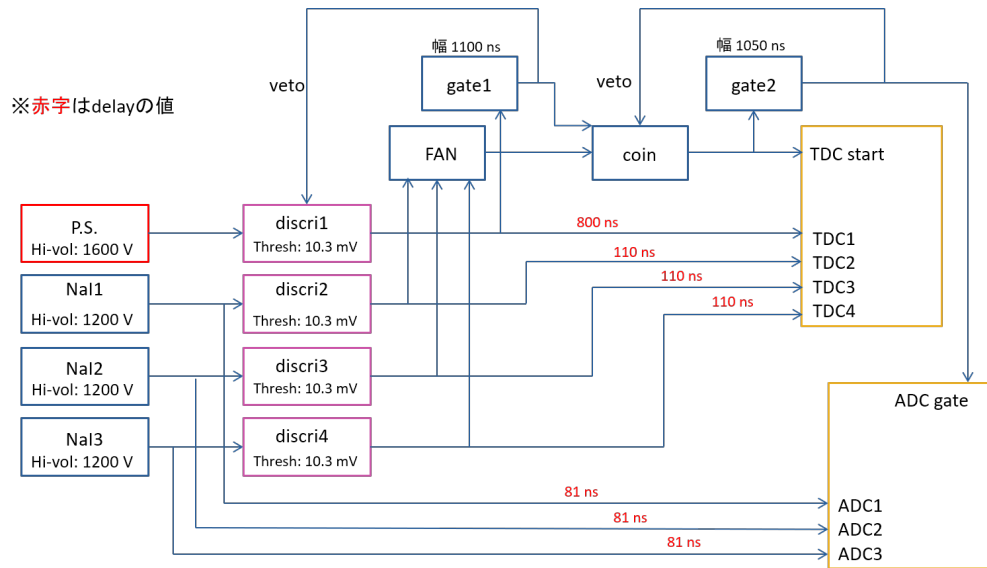 幅 1100 ns
幅 1050 ns
veto
gate1
veto
gate2
※赤字はdelayの値
FAN
coin
TDC start
P.S.
Hi-vol: 1600 V
discri1
Thresh: 10.3 mV
800 ns
TDC1
NaI1
Hi-vol: 1200 V
discri2
Thresh: 10.3 mV
110 ns
TDC2
110 ns
TDC3
110 ns
TDC4
NaI2
Hi-vol: 1200 V
discri3
Thresh: 10.3 mV
ADC gate
NaI3
Hi-vol: 1200 V
discri4
Thresh: 10.3 mV
81 ns
ADC1
81 ns
ADC2
81 ns
ADC3